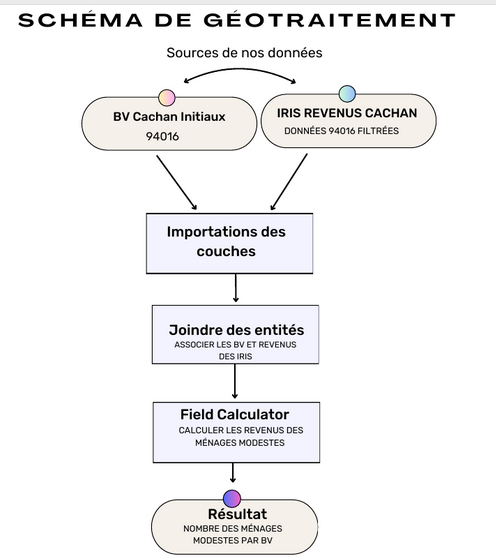 SCHÉMA DE GÉOTRAITEMENT
Sources de nos données
BV Cachan Initiaux
94016
IRIS REVENUS CACHAN
DONNÉES 94016 FILTRÉES
Importations des
couches
Joindre des entités
ASSOCIER LES BV ET REVENUS
DES IRIS
Field Calculator
CALCULER LES REVENUS DES
MÉNAGES MODESTES
Résultat
NOMBRE DES MÉNAGES
MODESTES PAR BV